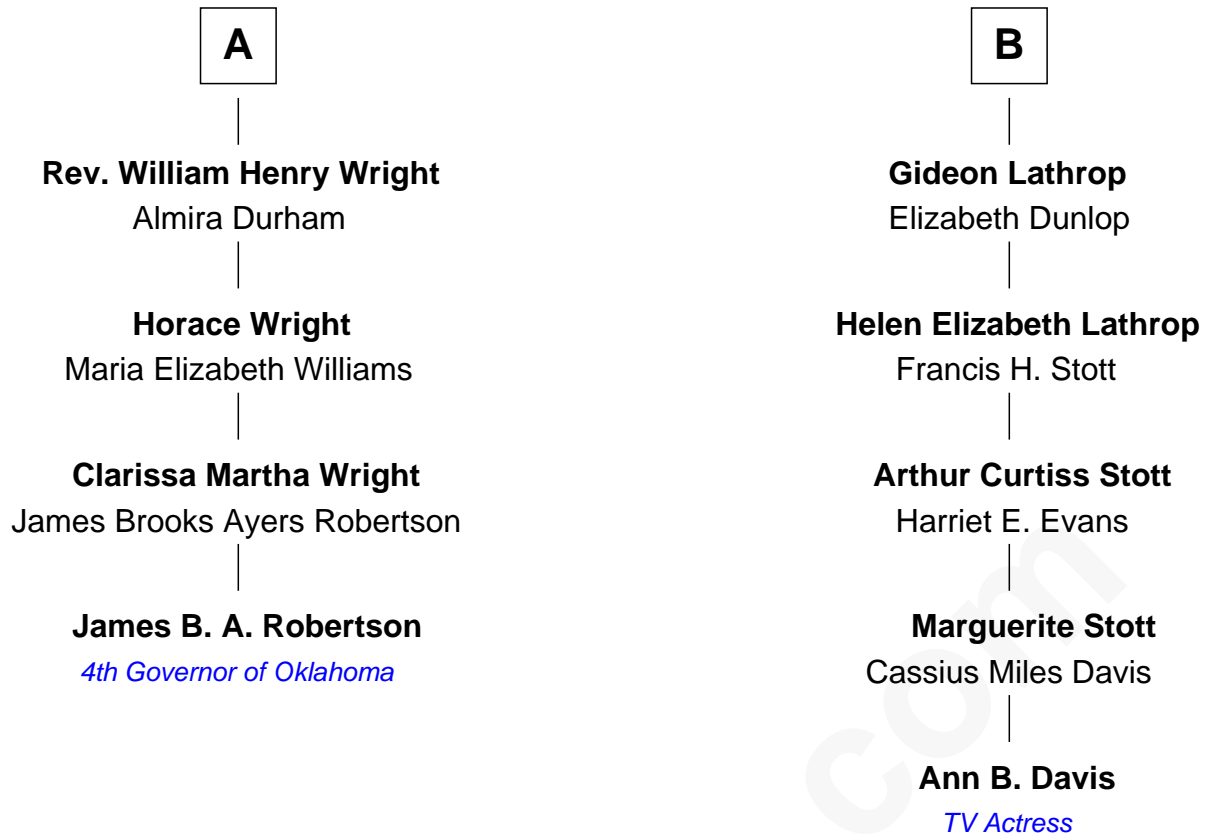 A
Rev. William Henry Wright
Almira Durham
Horace Wright
Maria Elizabeth Williams
Clarissa Martha Wright
James Brooks Ayers Robertson
James B. A. Robertson
4th Governor of Oklahoma
B
Gideon Lathrop
Elizabeth Dunlop
Helen Elizabeth Lathrop
Francis H. Stott
Arthur Curtiss Stott
Harriet E. Evans
Marguerite Stott
Cassius Miles Davis
Ann B. Davis
TV Actress
com